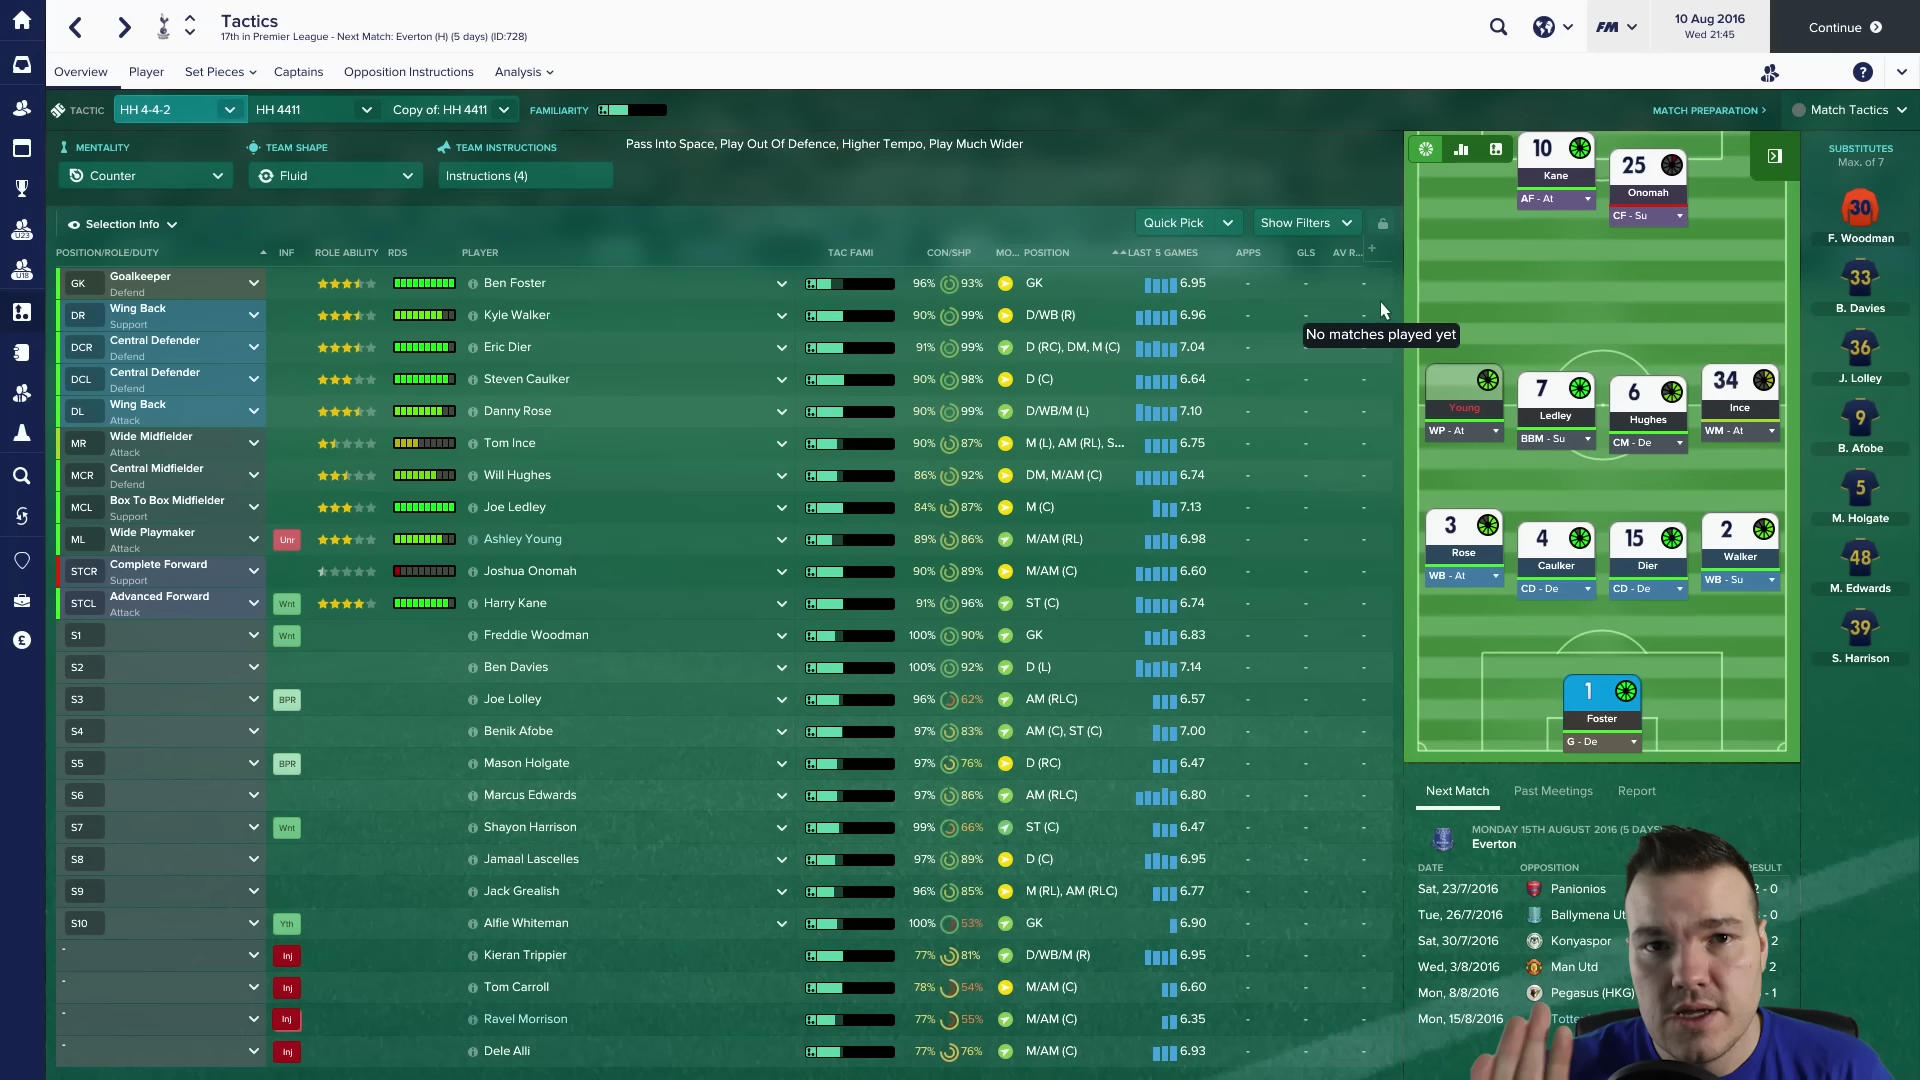 Tactics
17th in Premier League - Next Match: Everton (H) (5 days) (ID:728)
FM
10 Aug 2016
Wed 21:45
Continue
Overview Player Set Pieces Captains Opposition Instructions Analysis
TACTIC HH 4-4-2 HH 4411 Copy of: HH 4411 FAMILIARITY
MATCH PREPARATION > Match Tactics
MENTALITY TEAM SHAPE TEAM INSTRUCTIONS
Pass Into Space, Play Out Of Defence, Higher Tempo, Play Much Wider
Counter Fluid Instructions (4)
Selection Info Quick Pick Show Filters
POSITION/ROLE/DUTY INF ROLE ABILITY RDS PLAYER TAC FAMI CON/SHP MO... POSITION LAST 5 GAMES APPS GLS AV R...
GK Goalkeeper Defend Ben Foster 96% 93% GK 6.95 - - -
DR Wing Back Support Kyle Walker 90% 99% D/WB (R) 6.96 - - -
DCR Central Defender Defend Eric Dier 91% 99% D (RC), DM, M (C) 7.04 - - -
DCL Central Defender Defend Steven Caulker 90% 98% D (C) 6.64 - - -
DL Wing Back Attack Danny Rose 90% 99% D/WB/M (L) 7.10 - - -
MR Wide Midfielder Attack Tom Ince 90% 87% M (L), AM (RL), S... 6.75 - - -
MCR Central Midfielder Defend Will Hughes 86% 92% DM, M/AM (C) 6.74 - - -
MCL Box To Box Midfielder Support Joe Ledley 84% 87% M (C) 7.13 - - -
ML Wide Playmaker Attack Unr Ashley Young 89% 86% M/AM (RL) 6.98 - - -
STCR Complete Forward Support Joshua Onomah 90% 89% M/AM (C) 6.60 - - -
STCL Advanced Forward Attack Wnt Harry Kane 91% 96% ST (C) 6.74 - - -
S1 Wnt Freddie Woodman 100% 90% GK 6.83 - - -
S2 Ben Davies 100% 92% D (L) 7.14 - - -
S3 BPR Joe Lolley 96% 62% AM (RLC) 6.57 - - -
S4 Benik Afobe 97% 83% AM (C), ST (C) 7.00 - - -
S5 BPR Mason Holgate 97% 76% D (RC) 6.47 - - -
S6 Marcus Edwards 97% 86% AM (RLC) 6.80 - - -
S7 Wnt Shayon Harrison 99% 66% ST (C) 6.47 - - -
S8 Jamaal Lascelles 97% 89% D (C) 6.95 - - -
S9 Jack Grealish 96% 85% M (RL), AM (RLC) 6.77 - - -
S10 Yth Alfie Whiteman 100% 53% GK 6.90 - - -
- Inj Kieran Trippier 77% 81% D/WB/M (R) 6.95 - - -
- Inj Tom Carroll 78% 54% M/AM (C) 6.60 - - -
- Inj Ravel Morrison 77% 55% M/AM (C) 6.35 - - -
- Inj Dele Alli 77% 76% M/AM (C) 6.93 - - -
No matches played yet
10 Kane AF - At
25 Onomah CF - Su
Young WP - At
7 Ledley BBM - Su
6 Hughes CM - De
34 Ince WM - At
3 Rose WB - At
4 Caulker CD - De
15 Dier CD - De
2 Walker WB - Su
1 Foster G - De
SUBSTITUTES
Max. of 7
30
F. Woodman
33
B. Davies
36
J. Lolley
9
B. Afobe
5
M. Holgate
48
M. Edwards
39
S. Harrison
Next Match Past Meetings Report
MONDAY 15TH AUGUST 2016 (5 DAYS)
Everton
DATE OPPOSITION RESULT
Sat, 23/7/2016 Panionios 2 - 0
Tue, 26/7/2016 Ballymena Ut - 0
Sat, 30/7/2016 Konyaspor 2
Wed, 3/8/2016 Man Utd 2
Mon, 8/8/2016 Pegasus (HKG) - 1
Mon, 15/8/2016 Totte